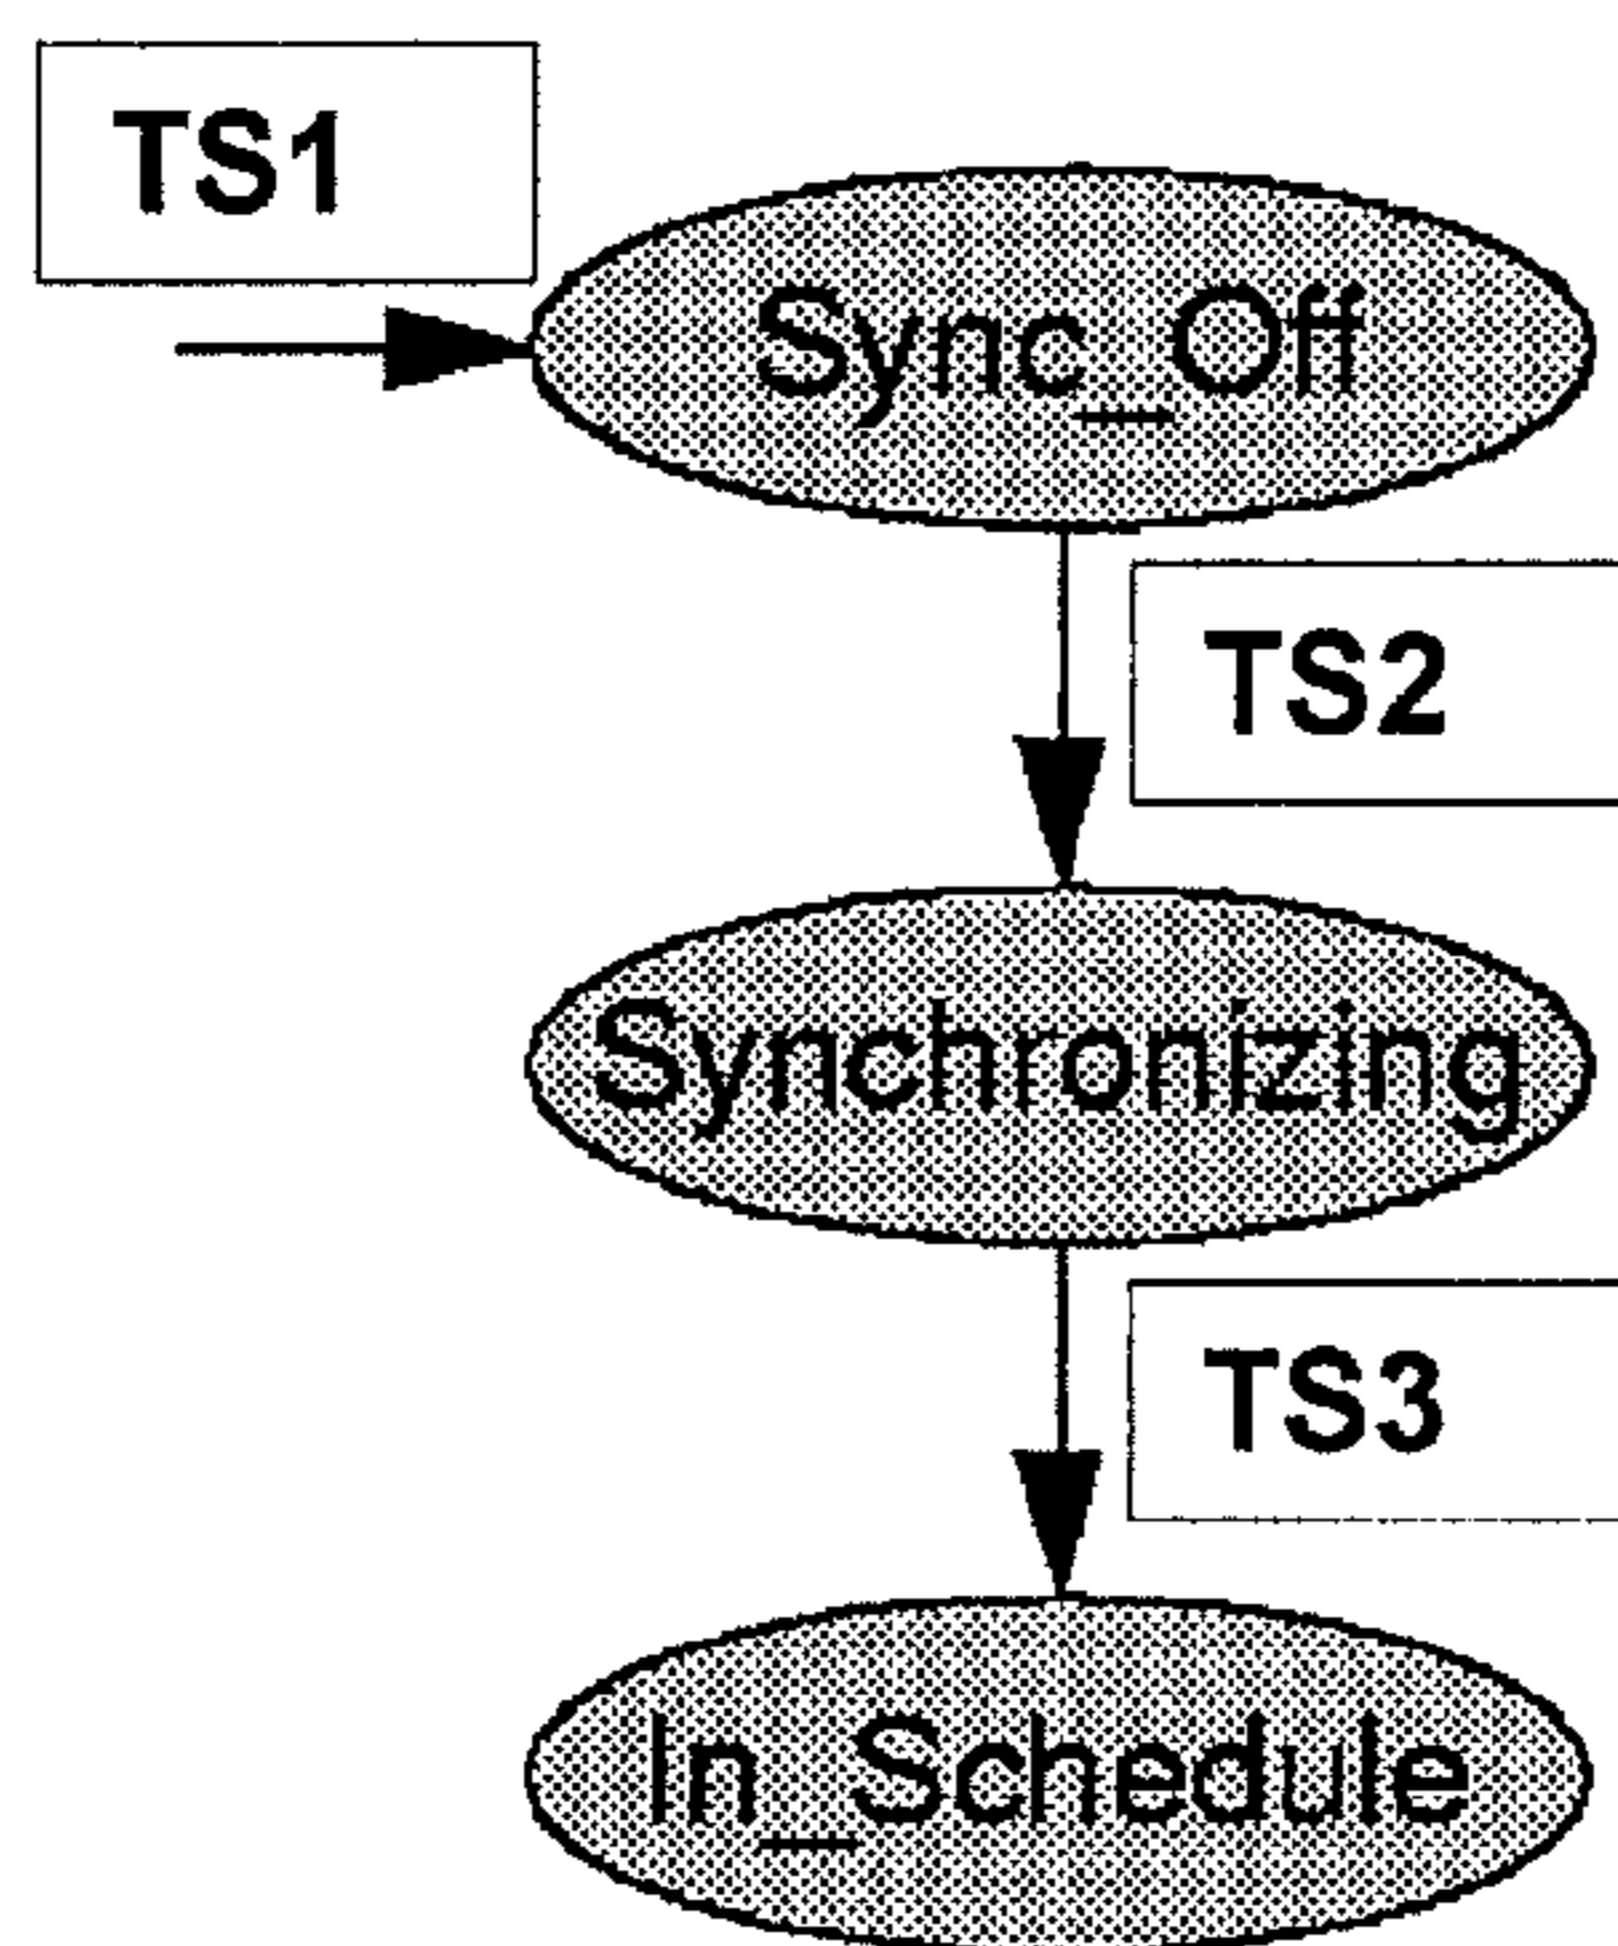 TS1
Sync_Off
TS2
Synchronizing
TS3
In_Schedule